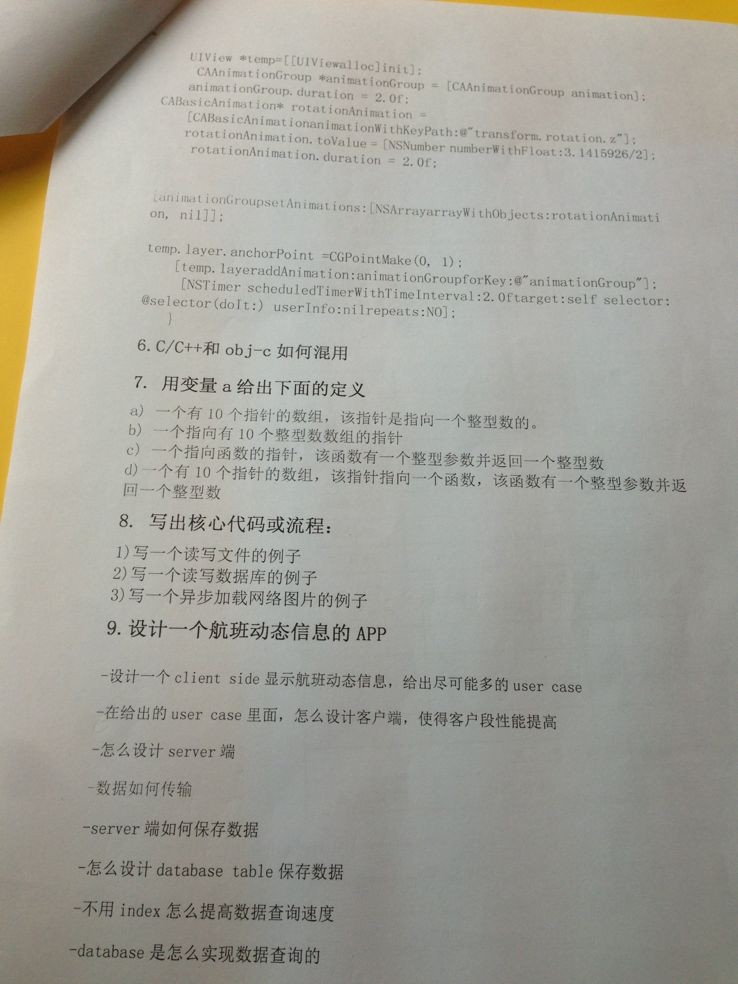 UIView *temp=[[UIViewalloc]init];
CAAnimationGroup *animationGroup = [CAAnimationGroup animation];
animationGroup.duration = 2.0f;
CABasicAnimation* rotationAnimation =
[CABasicAnimationanimationWithKeyPath:@"transform.rotation.z"];
rotationAnimation.toValue = [NSNumber numberWithFloat:3.1415926/2];
rotationAnimation.duration = 2.0f;
[animationGroupsetAnimations:[NSArrayarrayWithObjects:rotationAnimati
on, nil]];
temp.layer.anchorPoint =CGPointMake(0, 1);
[temp.layeraddAnimation:animationGroupforKey:@"animationGroup"];
[NSTimer scheduledTimerWithTimeInterval:2.0ftarget:self selector:
@selector(doIt:) userInfo:nilrepeats:NO];
}
6.C/C++和 obj-c 如何混用
7. 用变量 a 给出下面的定义
a) 一个有 10 个指针的数组，该指针是指向一个整型数的。
b) 一个指向有 10 个整型数数组的指针
c) 一个指向函数的指针，该函数有一个整型参数并返回一个整型数
d)一个有 10 个指针的数组，该指针指向一个函数，该函数有一个整型参数并返
回一个整型数
8. 写出核心代码或流程：
1)写一个读写文件的例子
2)写一个读写数据库的例子
3)写一个异步加载网络图片的例子
9.设计一个航班动态信息的 APP
-设计一个 client side 显示航班动态信息，给出尽可能多的 user case
-在给出的 user case 里面，怎么设计客户端，使得客户段性能提高
-怎么设计 server 端
-数据如何传输
-server 端如何保存数据
-怎么设计 database table 保存数据
-不用 index 怎么提高数据查询速度
-database 是怎么实现数据查询的